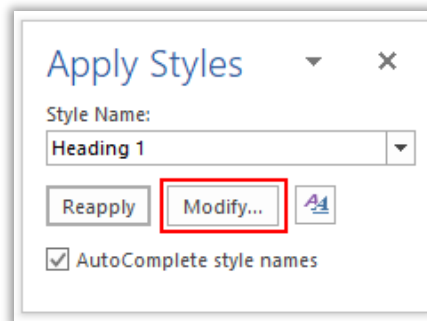 Apply Styles
Style Name:
Heading 1
Reapply Modify...
AutoComplete style names